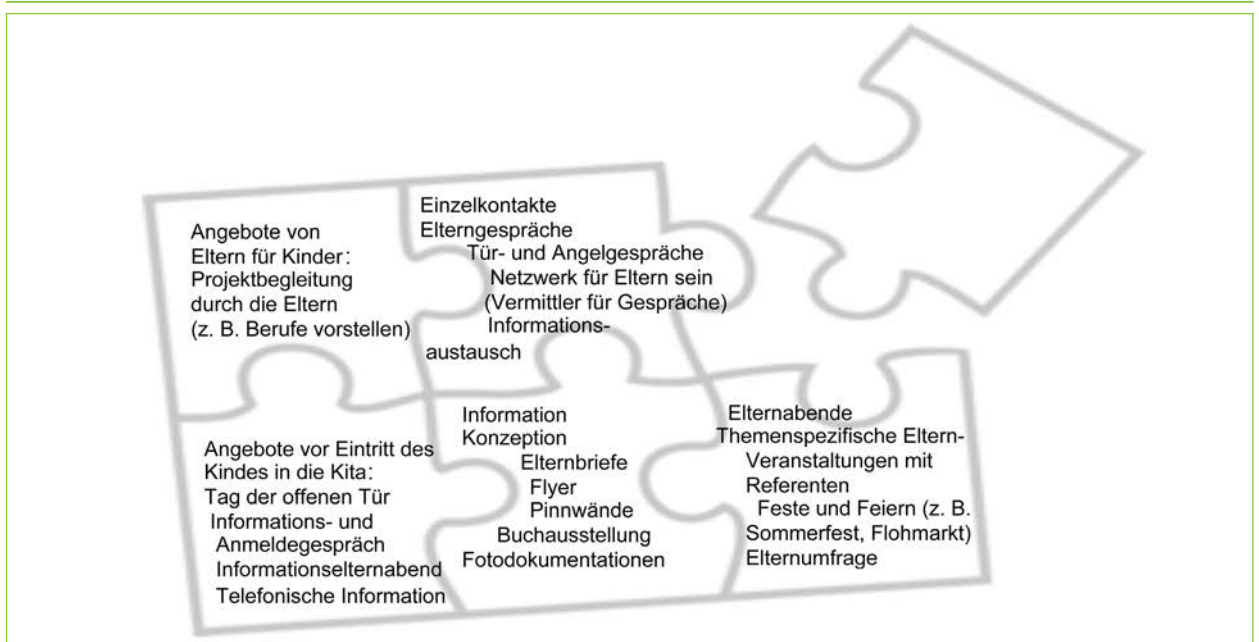 Angebote von
Eltern für Kinder:
Projektbegleitung
durch die Eltern
(z. B. Berufe vorstellen)
Einzelkontakte
Elterngespräche
Tür- und Angelgespräche
Netzwerk für Eltern sein
(Vermittler für Gespräche)
Informations-
austausch
Angebote vor Eintritt des
Kindes in die Kita:
Tag der offenen Tür
Informations- und
Anmeldegespräch
Informationselternabend
Telefonische Information
Information
Konzeption
Elternbriefe
Flyer
Pinnwände
Buchausstellung
Fotodokumentationen
Elternabende
Themenspezifische Eltern-
Veranstaltungen mit
Referenten
Feste und Feiern (z. B.
Sommerfest, Flohmarkt)
Elternumfrage